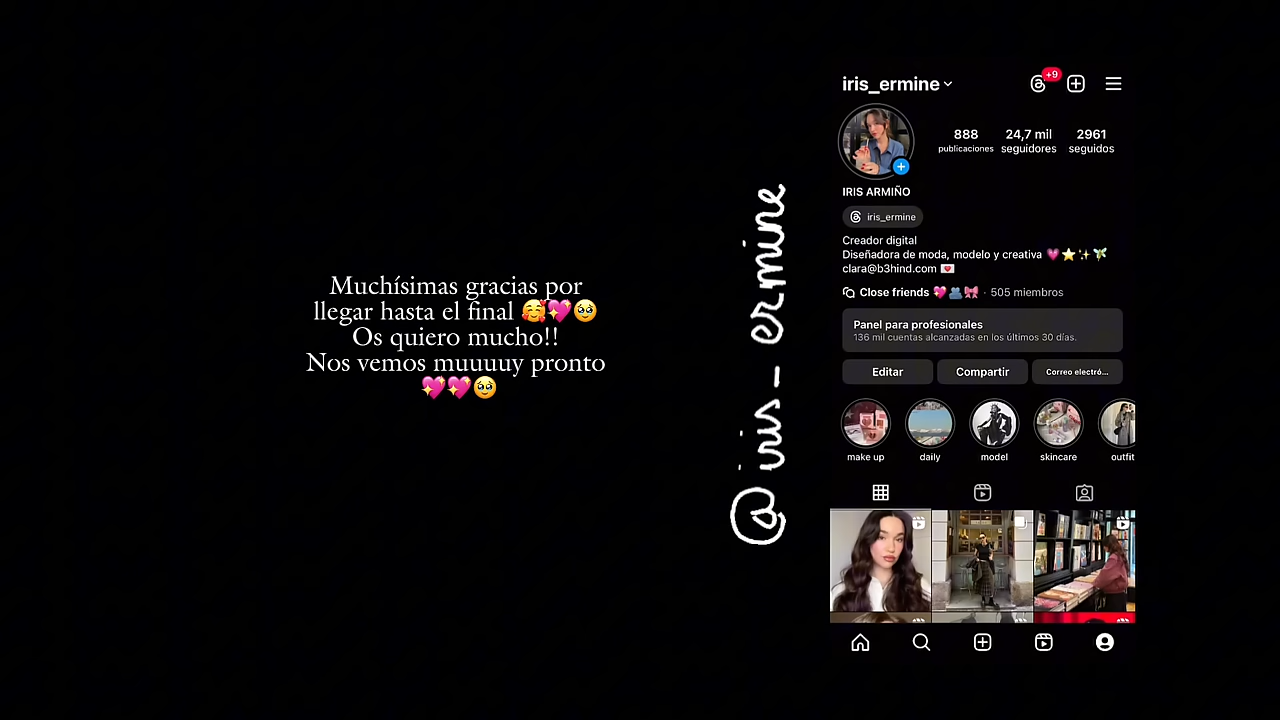 Muchísimas gracias por
llegar hasta el final 🥰💖🥹
Os quiero mucho!!
Nos vemos muuuuy pronto
💖💖🥹
@iris_ermine
iris_ermine
+9
888
publicaciones
24,7 mil
seguidores
2961
seguidos
IRIS ARMIÑO
iris_ermine
Creador digital
Diseñadora de moda, modelo y creativa 💗⭐✨🧚
clara@b3hind.com 💌
Close friends 💖🫂🎀 · 505 miembros
Panel para profesionales
136 mil cuentas alcanzadas en los últimos 30 días.
Editar
Compartir
Correo electró...
make up
daily
model
skincare
outfit